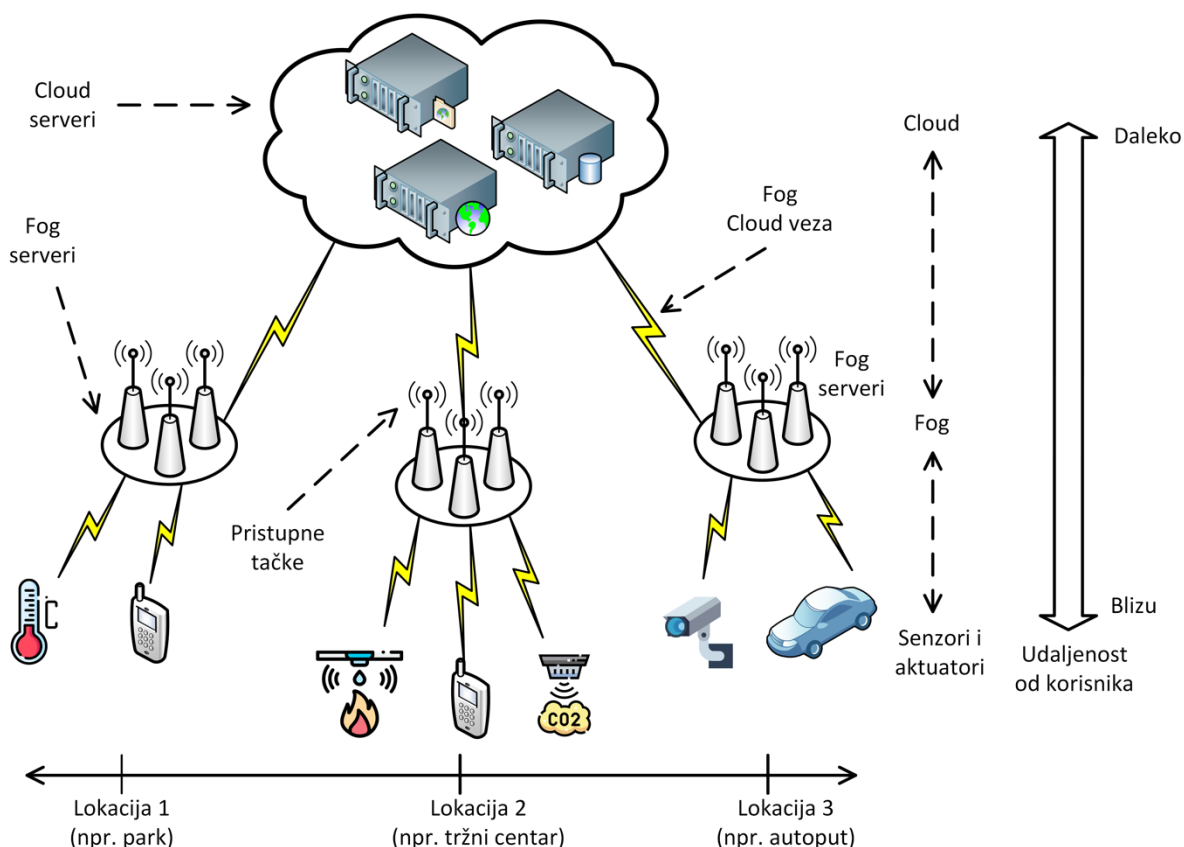 Cloud
serveri
Fog
serveri
Fog
Cloud veza
Cloud
Daleko
Fog
serveri
Fog
Pristupne
tačke
C
CO2
Blizu
Senzori i
aktuatori
Udaljenost
od korisnika
Lokacija 1
(npr. park)
Lokacija 2
(npr. tržni centar)
Lokacija 3
(npr. autoput)